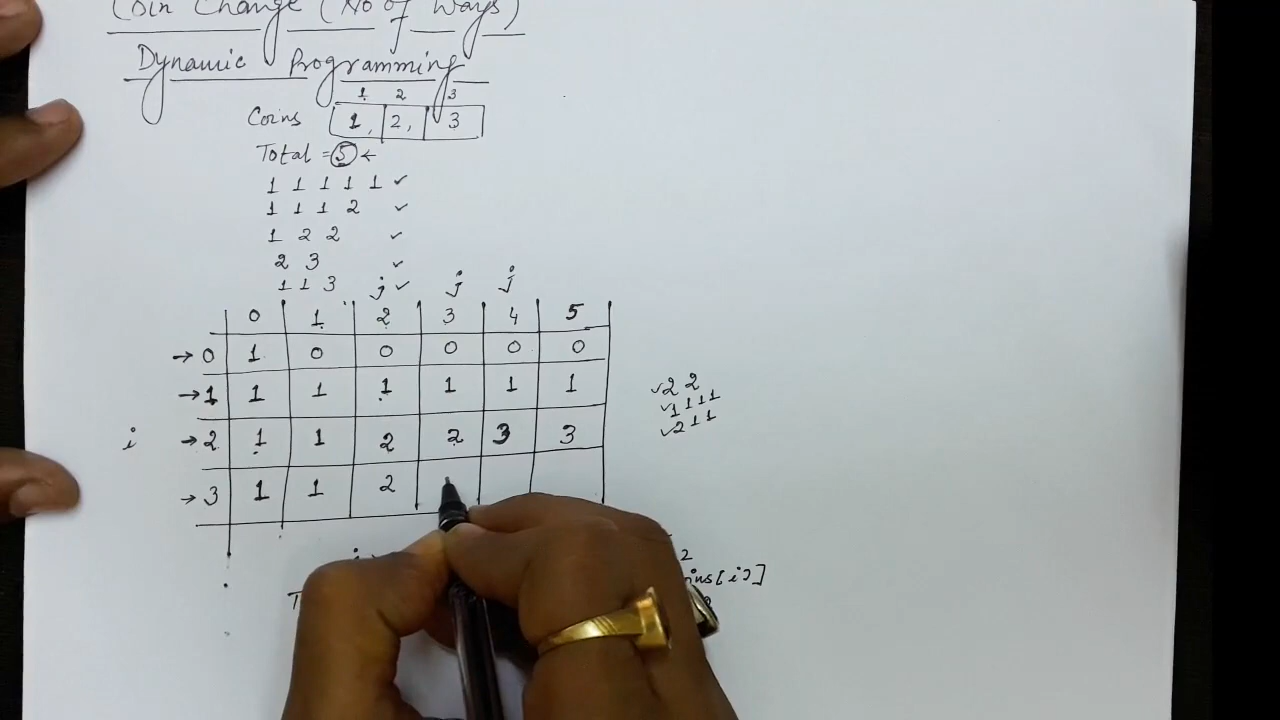 Coin Change (No of Ways)
Dynamic Programming
1 2 3
Coins 1, 2, 3
Total = 5 ←
1 1 1 1 1 ✓
1 1 1 2 ✓
1 2 2 ✓
2 3 ✓
1 1 3 ✓
j j j
0 1 2 3 4 5
→ 0 1 0 0 0 0 0
→ 1 1 1 1 1 1 1
i → 2 1 1 2 2 3 3
→ 3 1 1 2
✓ 2 2
✓ 1 1 1 1
✓ 2 1 1
2
[i]